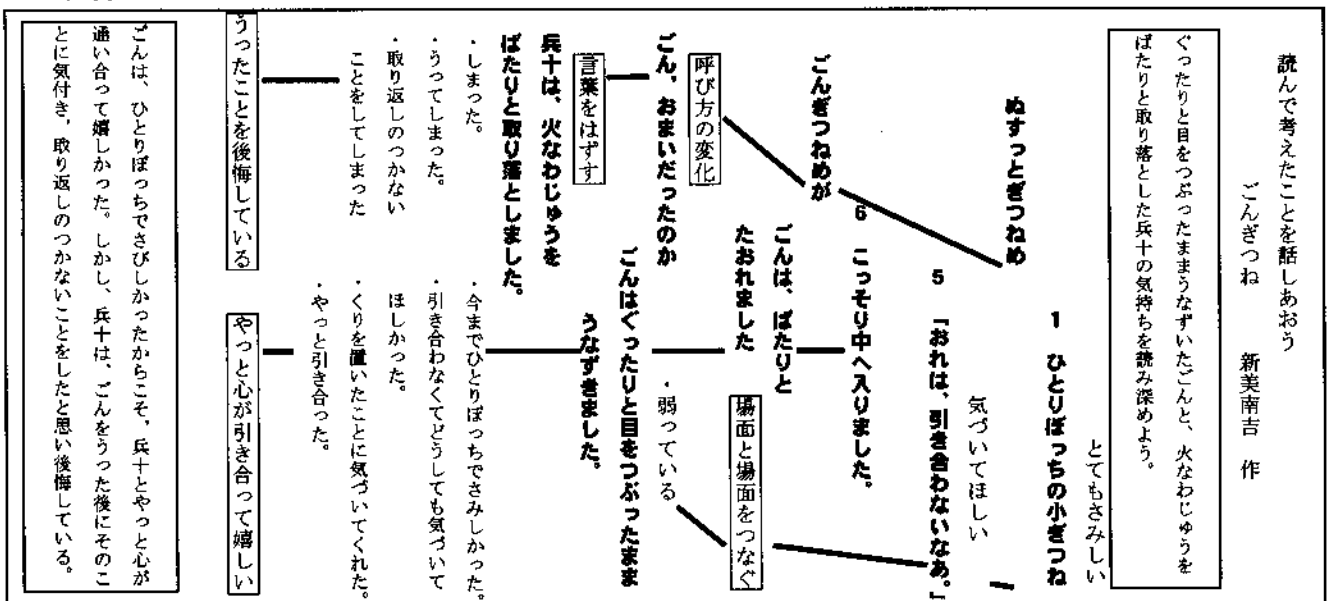 読んで考えたことを話しあおう
ごんぎつね　　新美南吉　作
ぐったりと目をつぶったままうなずいたごんと、火なわじゅうを
ばたりと取り落とした兵十の気持ちを読み深めよう。
とてもさみしい
1　ひとりぼっちの小ぎつね
気づいてほしい
5　「おれは、引き合わないなあ。」
ぬすっとぎつねめ
6　こっそり中へ入りました。
ごんぎつねめが
ごんは、ばたりと
たおれました
場面と場面をつなぐ
呼び方の変化
・弱っている
ごん、おまいだったのか
ごんはぐったりと目をつぶったまま
うなずきました。
言葉をはずす
兵十は、火なわじゅうを
ばたりと取り落としました。
・しまった。
・うってしまった。
・取り返しのつかない
ことをしてしまった
・今までひとりぼっちでさみしかった。
・引き合わなくてどうしても気づいて
ほしかった。
・くりを置いたことに気づいてくれた。
・やっと引き合った。
うったことを後悔している
やっと心が引き合って嬉しい
ごんは、ひとりぼっちでさびしかったからこそ、兵十とやっと心が
通い合って嬉しかった。しかし、兵十は、ごんをうった後にそのこ
とに気付き、取り返しのつかないことをしたと思い後悔している。